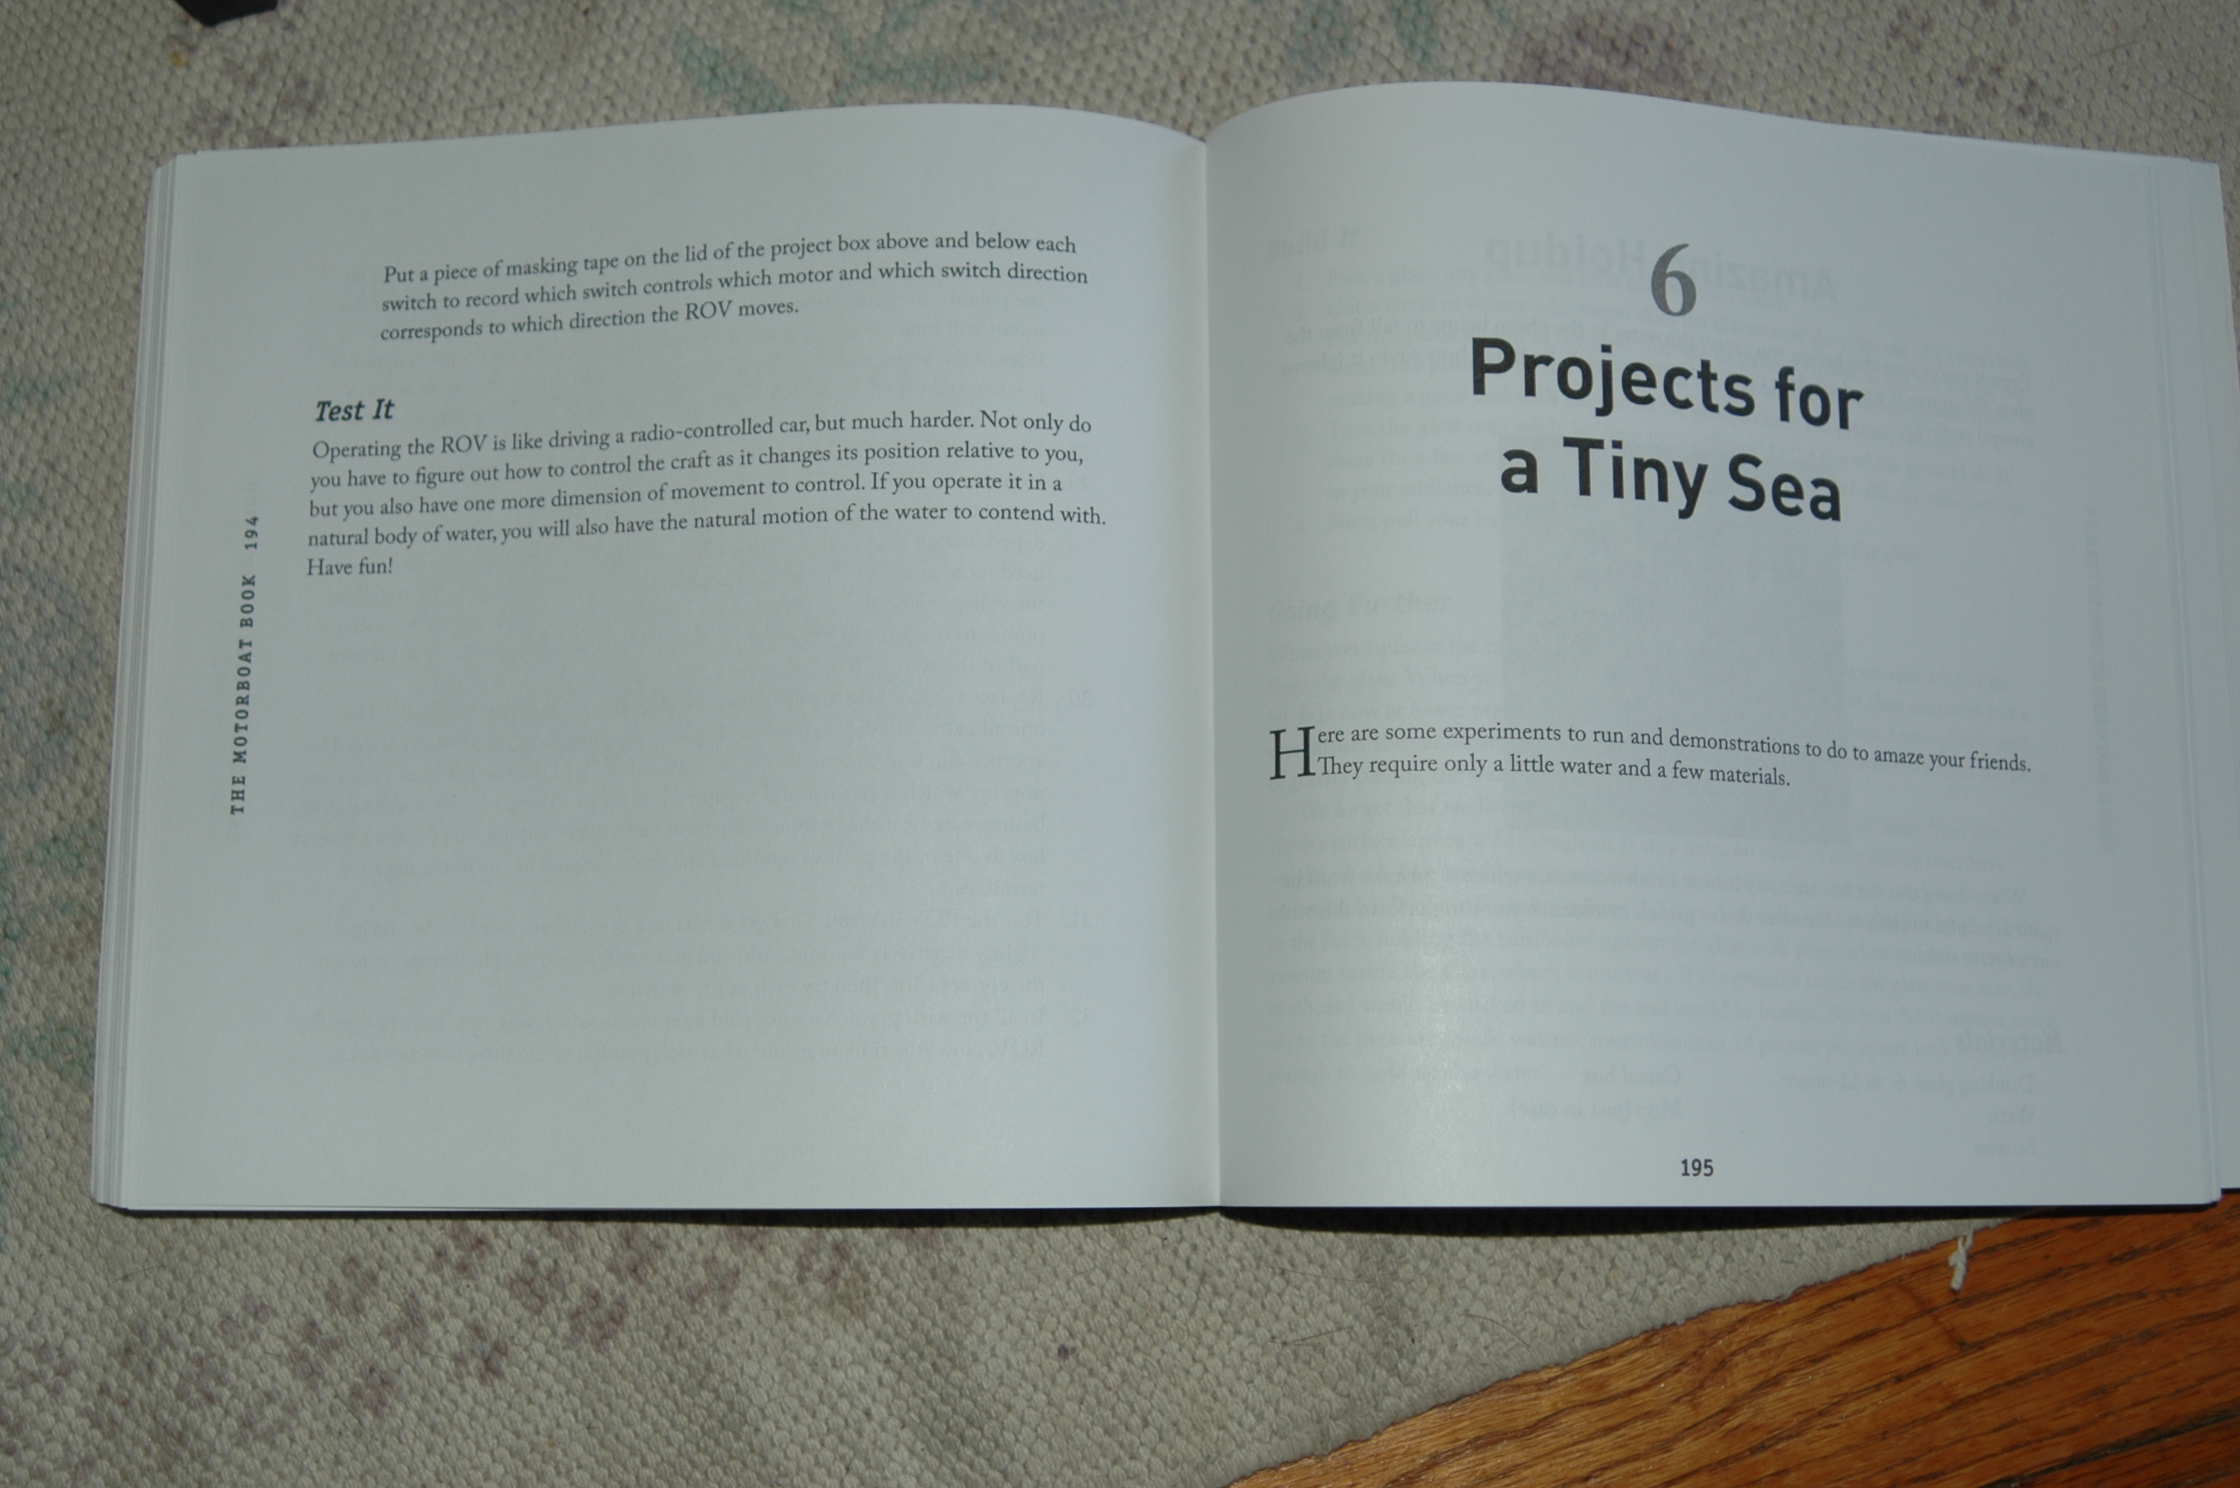 Put a piece of masking tape on the lid of the project box above and below each
switch to record which switch controls which motor and which switch direction
corresponds to which direction the ROV moves.
Test It
Operating the ROV is like driving a radio-controlled car, but much harder. Not only do
you have to figure out how to control the craft as it changes its position relative to you,
but you also have one more dimension of movement to control. If you operate it in a
natural body of water, you will also have the natural motion of the water to contend with.
Have fun!
THE MOTORBOAT BOOK 194
6
Projects for
a Tiny Sea
Here are some experiments to run and demonstrations to do to amaze your friends.
They require only a little water and a few materials.
195